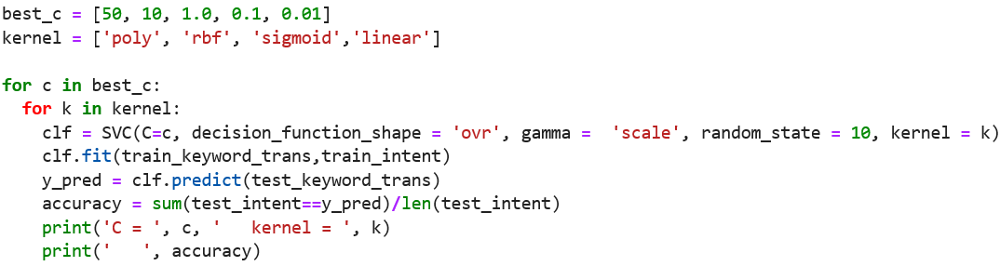 best_c = [50, 10, 1.0, 0.1, 0.01]
kernel = ['poly', 'rbf', 'sigmoid','linear']

for c in best_c:
  for k in kernel:
    clf = SVC(C=c, decision_function_shape = 'ovr', gamma =  'scale', random_state = 10, kernel = k)
    clf.fit(train_keyword_trans,train_intent)
    y_pred = clf.predict(test_keyword_trans)
    accuracy = sum(test_intent==y_pred)/len(test_intent)
    print('C = ', c, '   kernel = ', k)
    print('   ', accuracy)